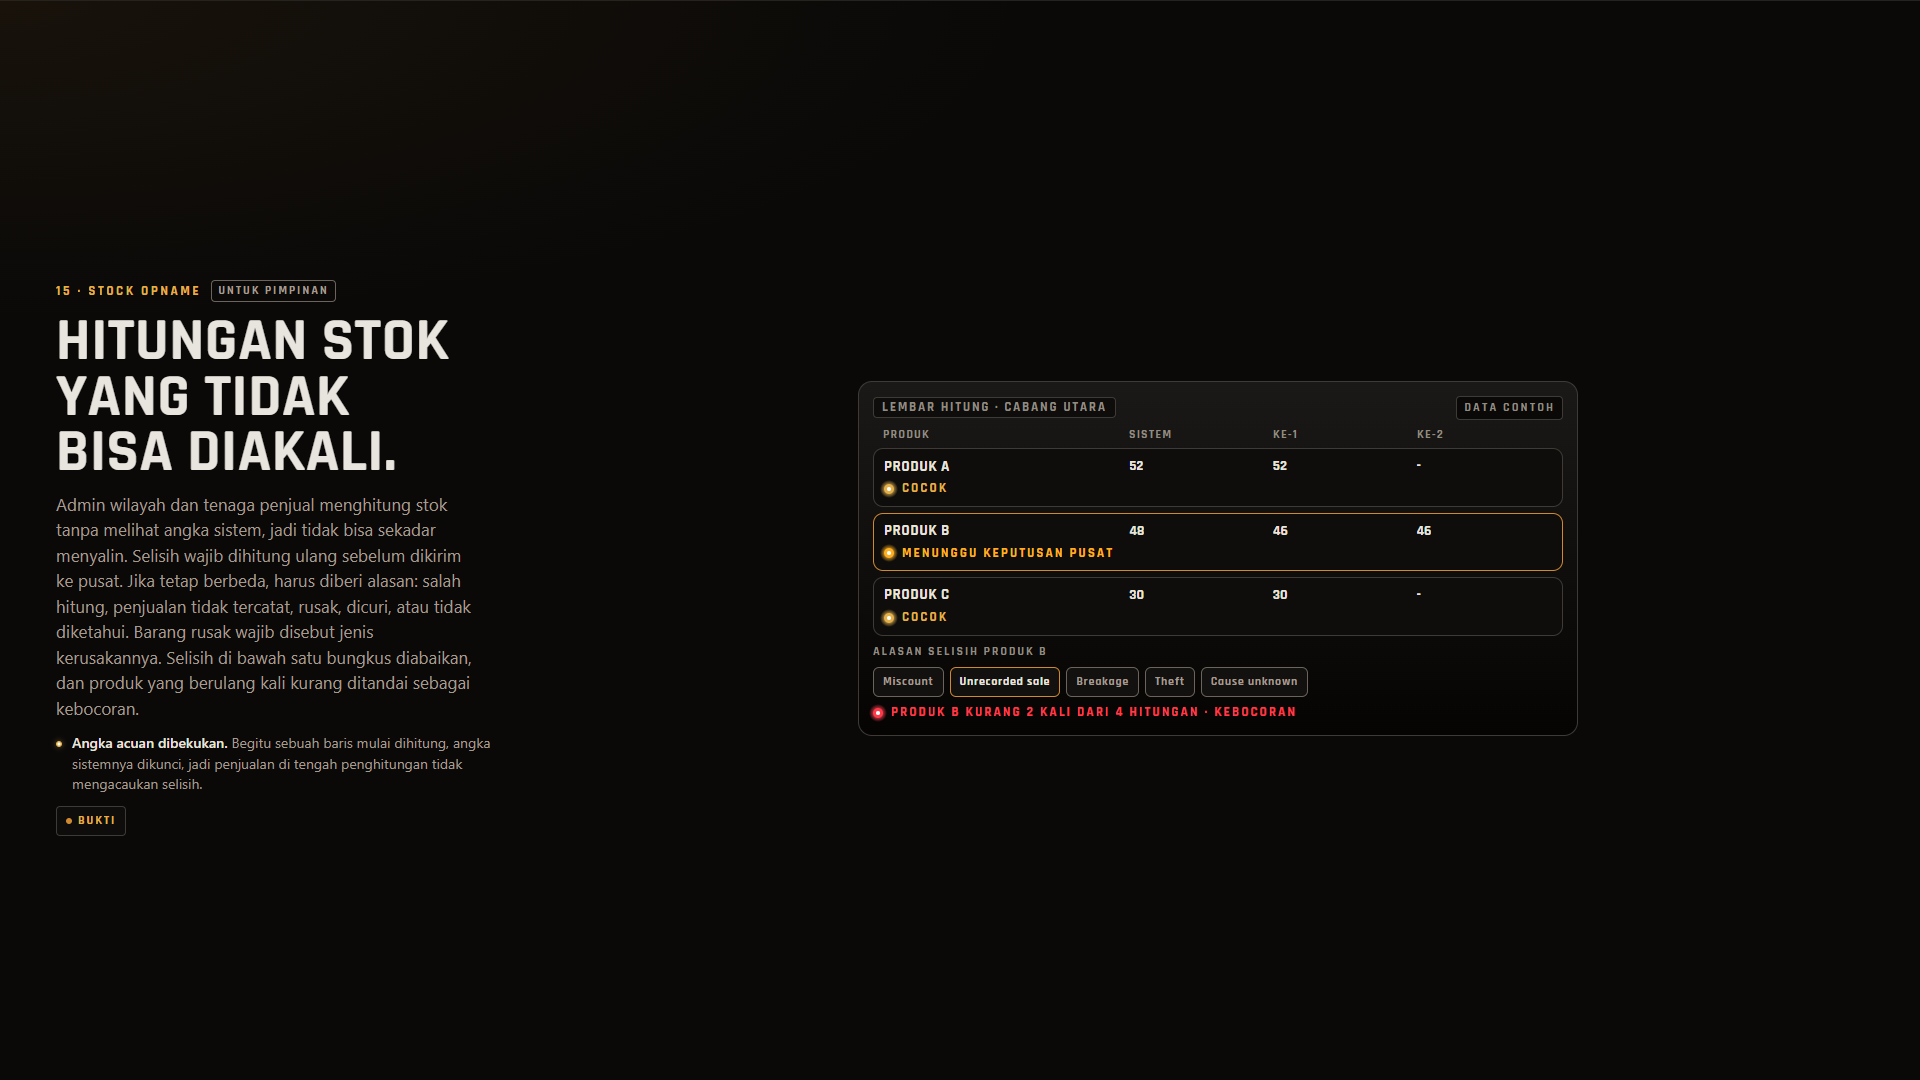 15 · STOCK OPNAME
UNTUK PIMPINAN
HITUNGAN STOK
YANG TIDAK
BISA DIAKALI.
Admin wilayah dan tenaga penjual menghitung stok
tanpa melihat angka sistem, jadi tidak bisa sekadar
menyalin. Selisih wajib dihitung ulang sebelum dikirim
ke pusat. Jika tetap berbeda, harus diberi alasan: salah
hitung, penjualan tidak tercatat, rusak, dicuri, atau tidak
diketahui. Barang rusak wajib disebut jenis
kerusakannya. Selisih di bawah satu bungkus diabaikan,
dan produk yang berulang kali kurang ditandai sebagai
kebocoran.
Angka acuan dibekukan. Begitu sebuah baris mulai dihitung, angka
sistemnya dikunci, jadi penjualan di tengah penghitungan tidak
mengacaukan selisih.
BUKTI
LEMBAR HITUNG · CABANG UTARA
DATA CONTOH
PRODUK SISTEM KE-1 KE-2
PRODUK A 52 52 -
COCOK
PRODUK B 48 46 46
MENUNGGU KEPUTUSAN PUSAT
PRODUK C 30 30 -
COCOK
ALASAN SELISIH PRODUK B
Miscount Unrecorded sale Breakage Theft Cause unknown
PRODUK B KURANG 2 KALI DARI 4 HITUNGAN · KEBOCORAN